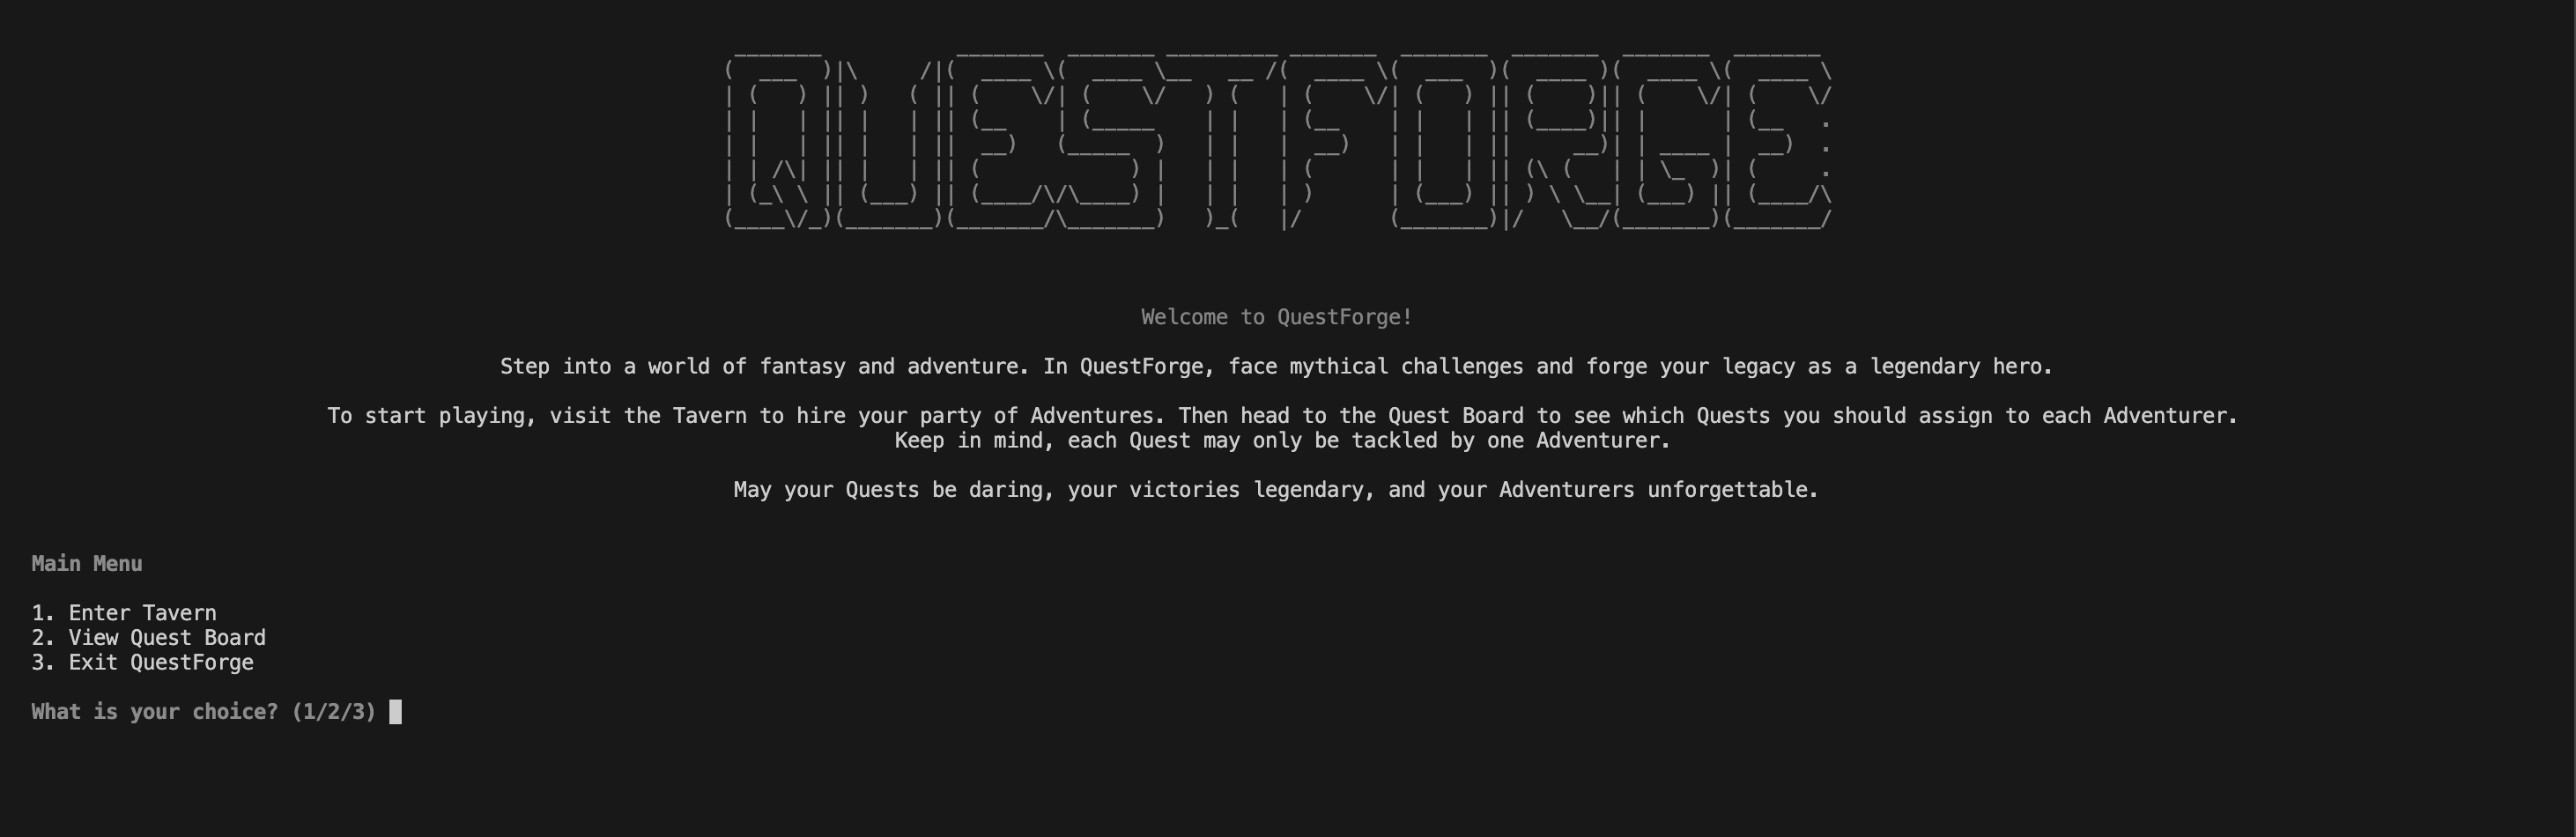 QUESTFORGE
Welcome to QuestForge!
Step into a world of fantasy and adventure. In QuestForge, face mythical challenges and forge your legacy as a legendary hero.
To start playing, visit the Tavern to hire your party of Adventures. Then head to the Quest Board to see which Quests you should assign to each Adventurer.
Keep in mind, each Quest may only be tackled by one Adventurer.
May your Quests be daring, your victories legendary, and your Adventurers unforgettable.
Main Menu
1. Enter Tavern
2. View Quest Board
3. Exit QuestForge
What is your choice? (1/2/3)